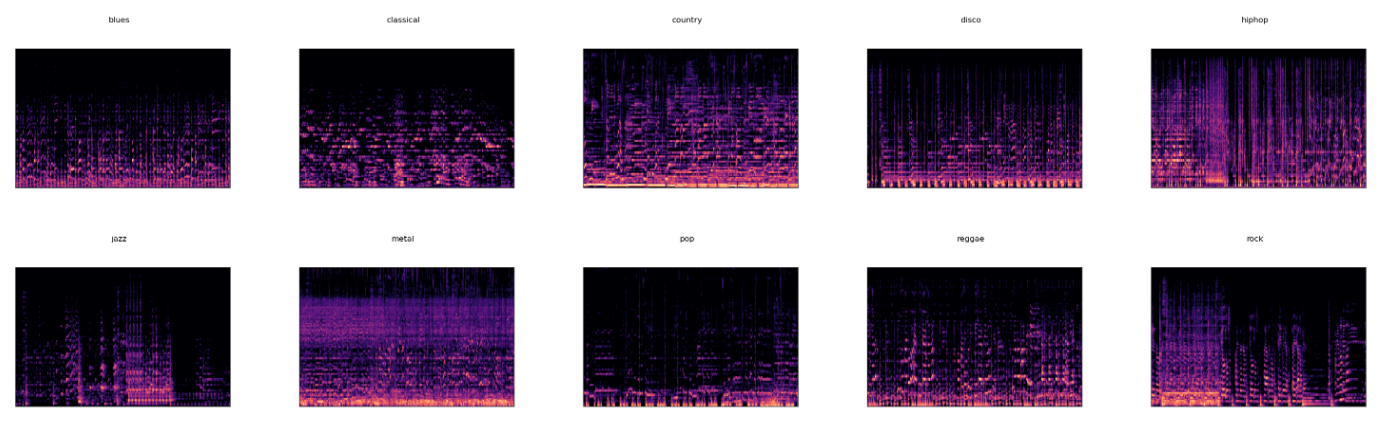 blues
classical
country
disco
hiphop
jazz
metal
pop
reggae
rock